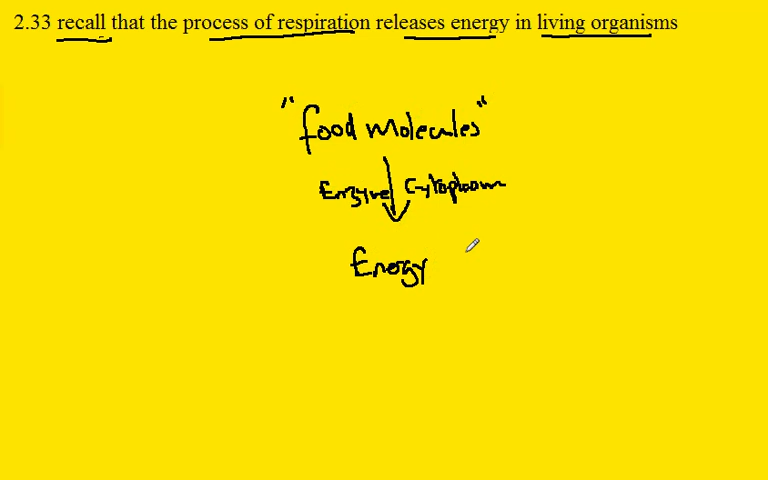 2.33 recall that the process of respiration releases energy in living organisms
"food molecules"
Enzyme Cytoplasm
Energy